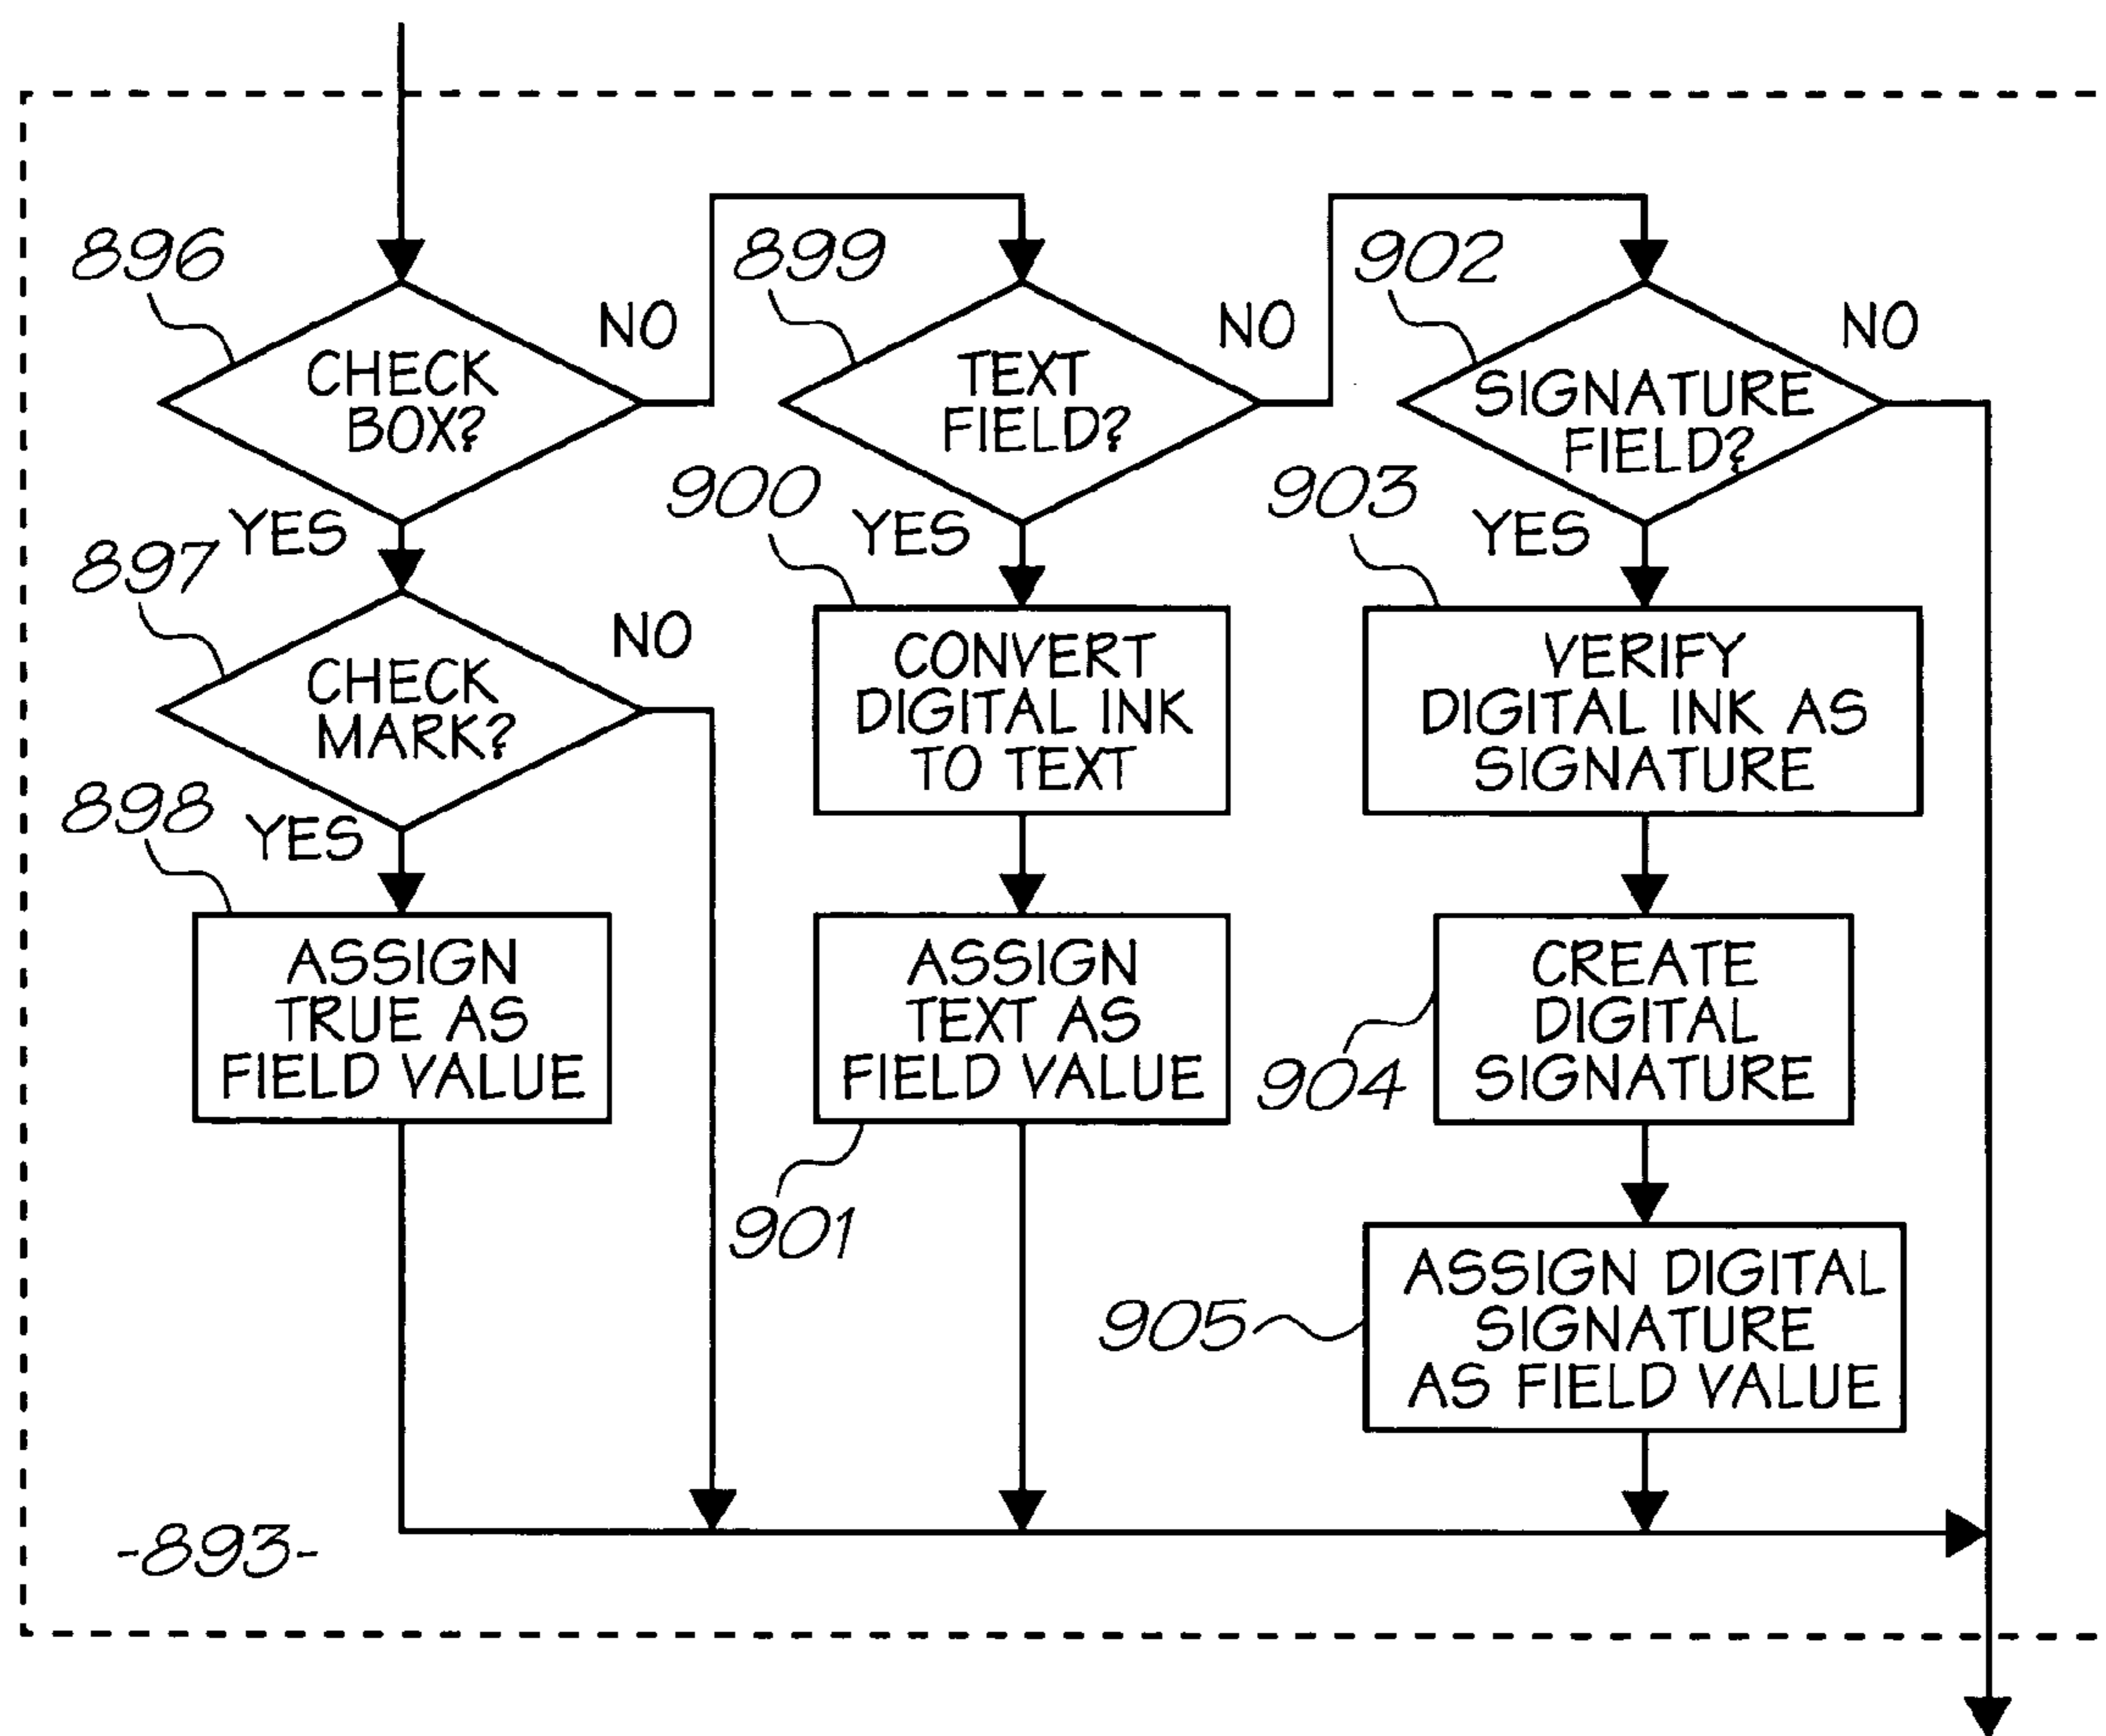 896
CHECK
BOX?
NO
YES
897
CHECK
MARK?
NO
898
YES
ASSIGN
TRUE AS
FIELD VALUE
899
TEXT
FIELD?
NO
900
YES
CONVERT
DIGITAL INK
TO TEXT
ASSIGN
TEXT AS
FIELD VALUE
901
902
SIGNATURE
FIELD?
NO
903
YES
VERIFY
DIGITAL INK AS
SIGNATURE
CREATE
DIGITAL
SIGNATURE
904
ASSIGN DIGITAL
SIGNATURE
AS FIELD VALUE
905
-893-